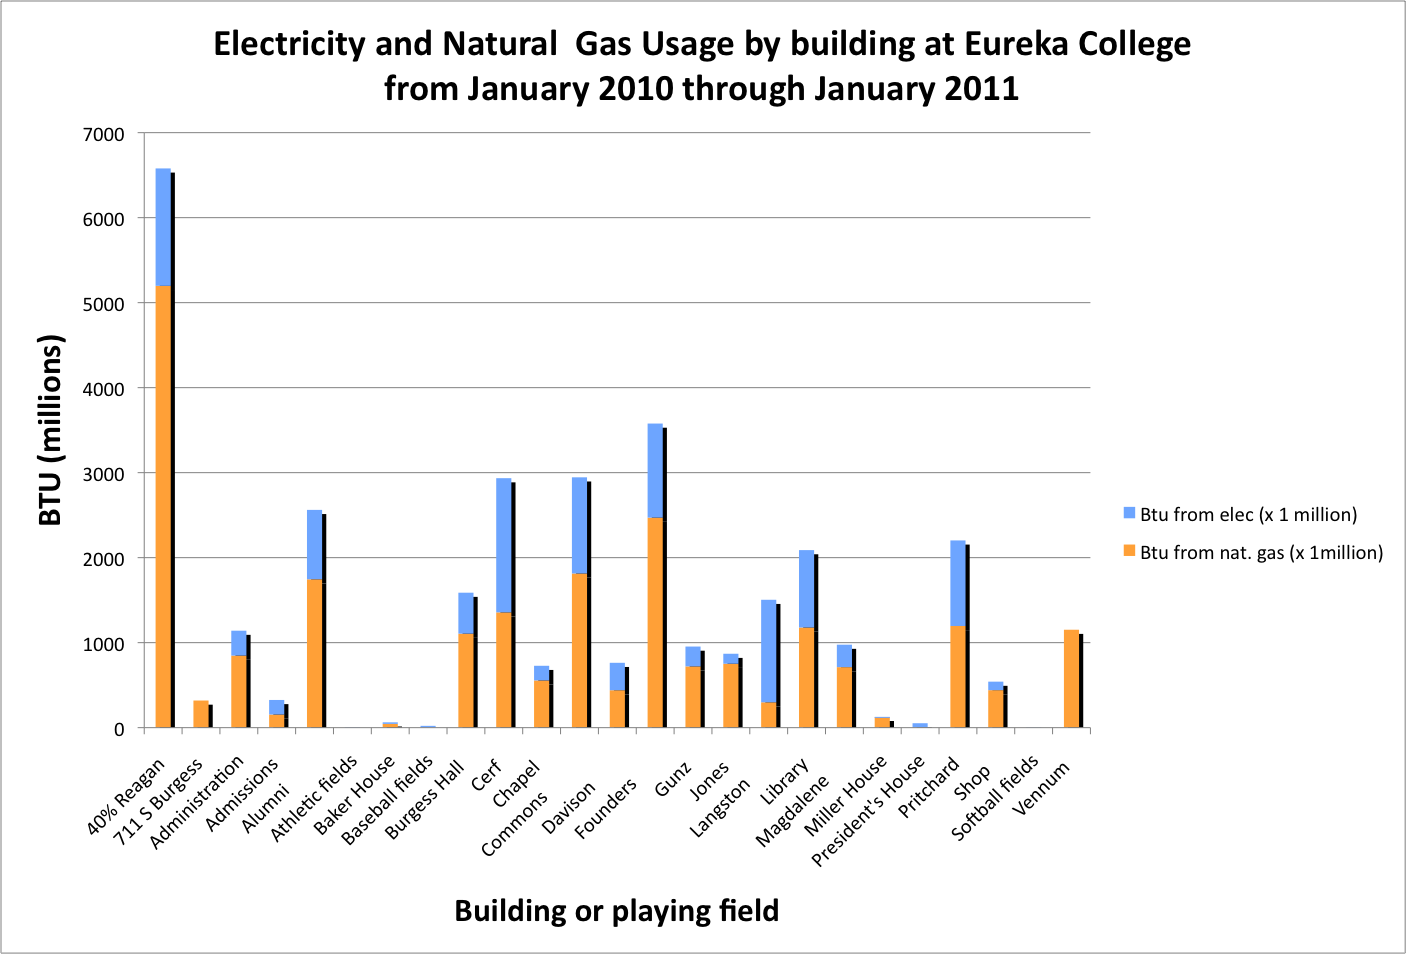 Electricity and Natural  Gas Usage by building at Eureka College
from January 2010 through January 2011
7000
6000
5000
4000
3000
2000
1000
0
BTU (millions)
Btu from elec (x 1 million)
Btu from nat. gas (x 1million)
40% Reagan
711 S Burgess
Administration
Admissions
Alumni
Athletic fields
Baker House
Baseball fields
Burgess Hall
Cerf
Chapel
Commons
Davison
Founders
Gunz
Jones
Langston
Library
Magdalene
Miller House
President's House
Pritchard
Shop
Softball fields
Vennum
Building or playing field